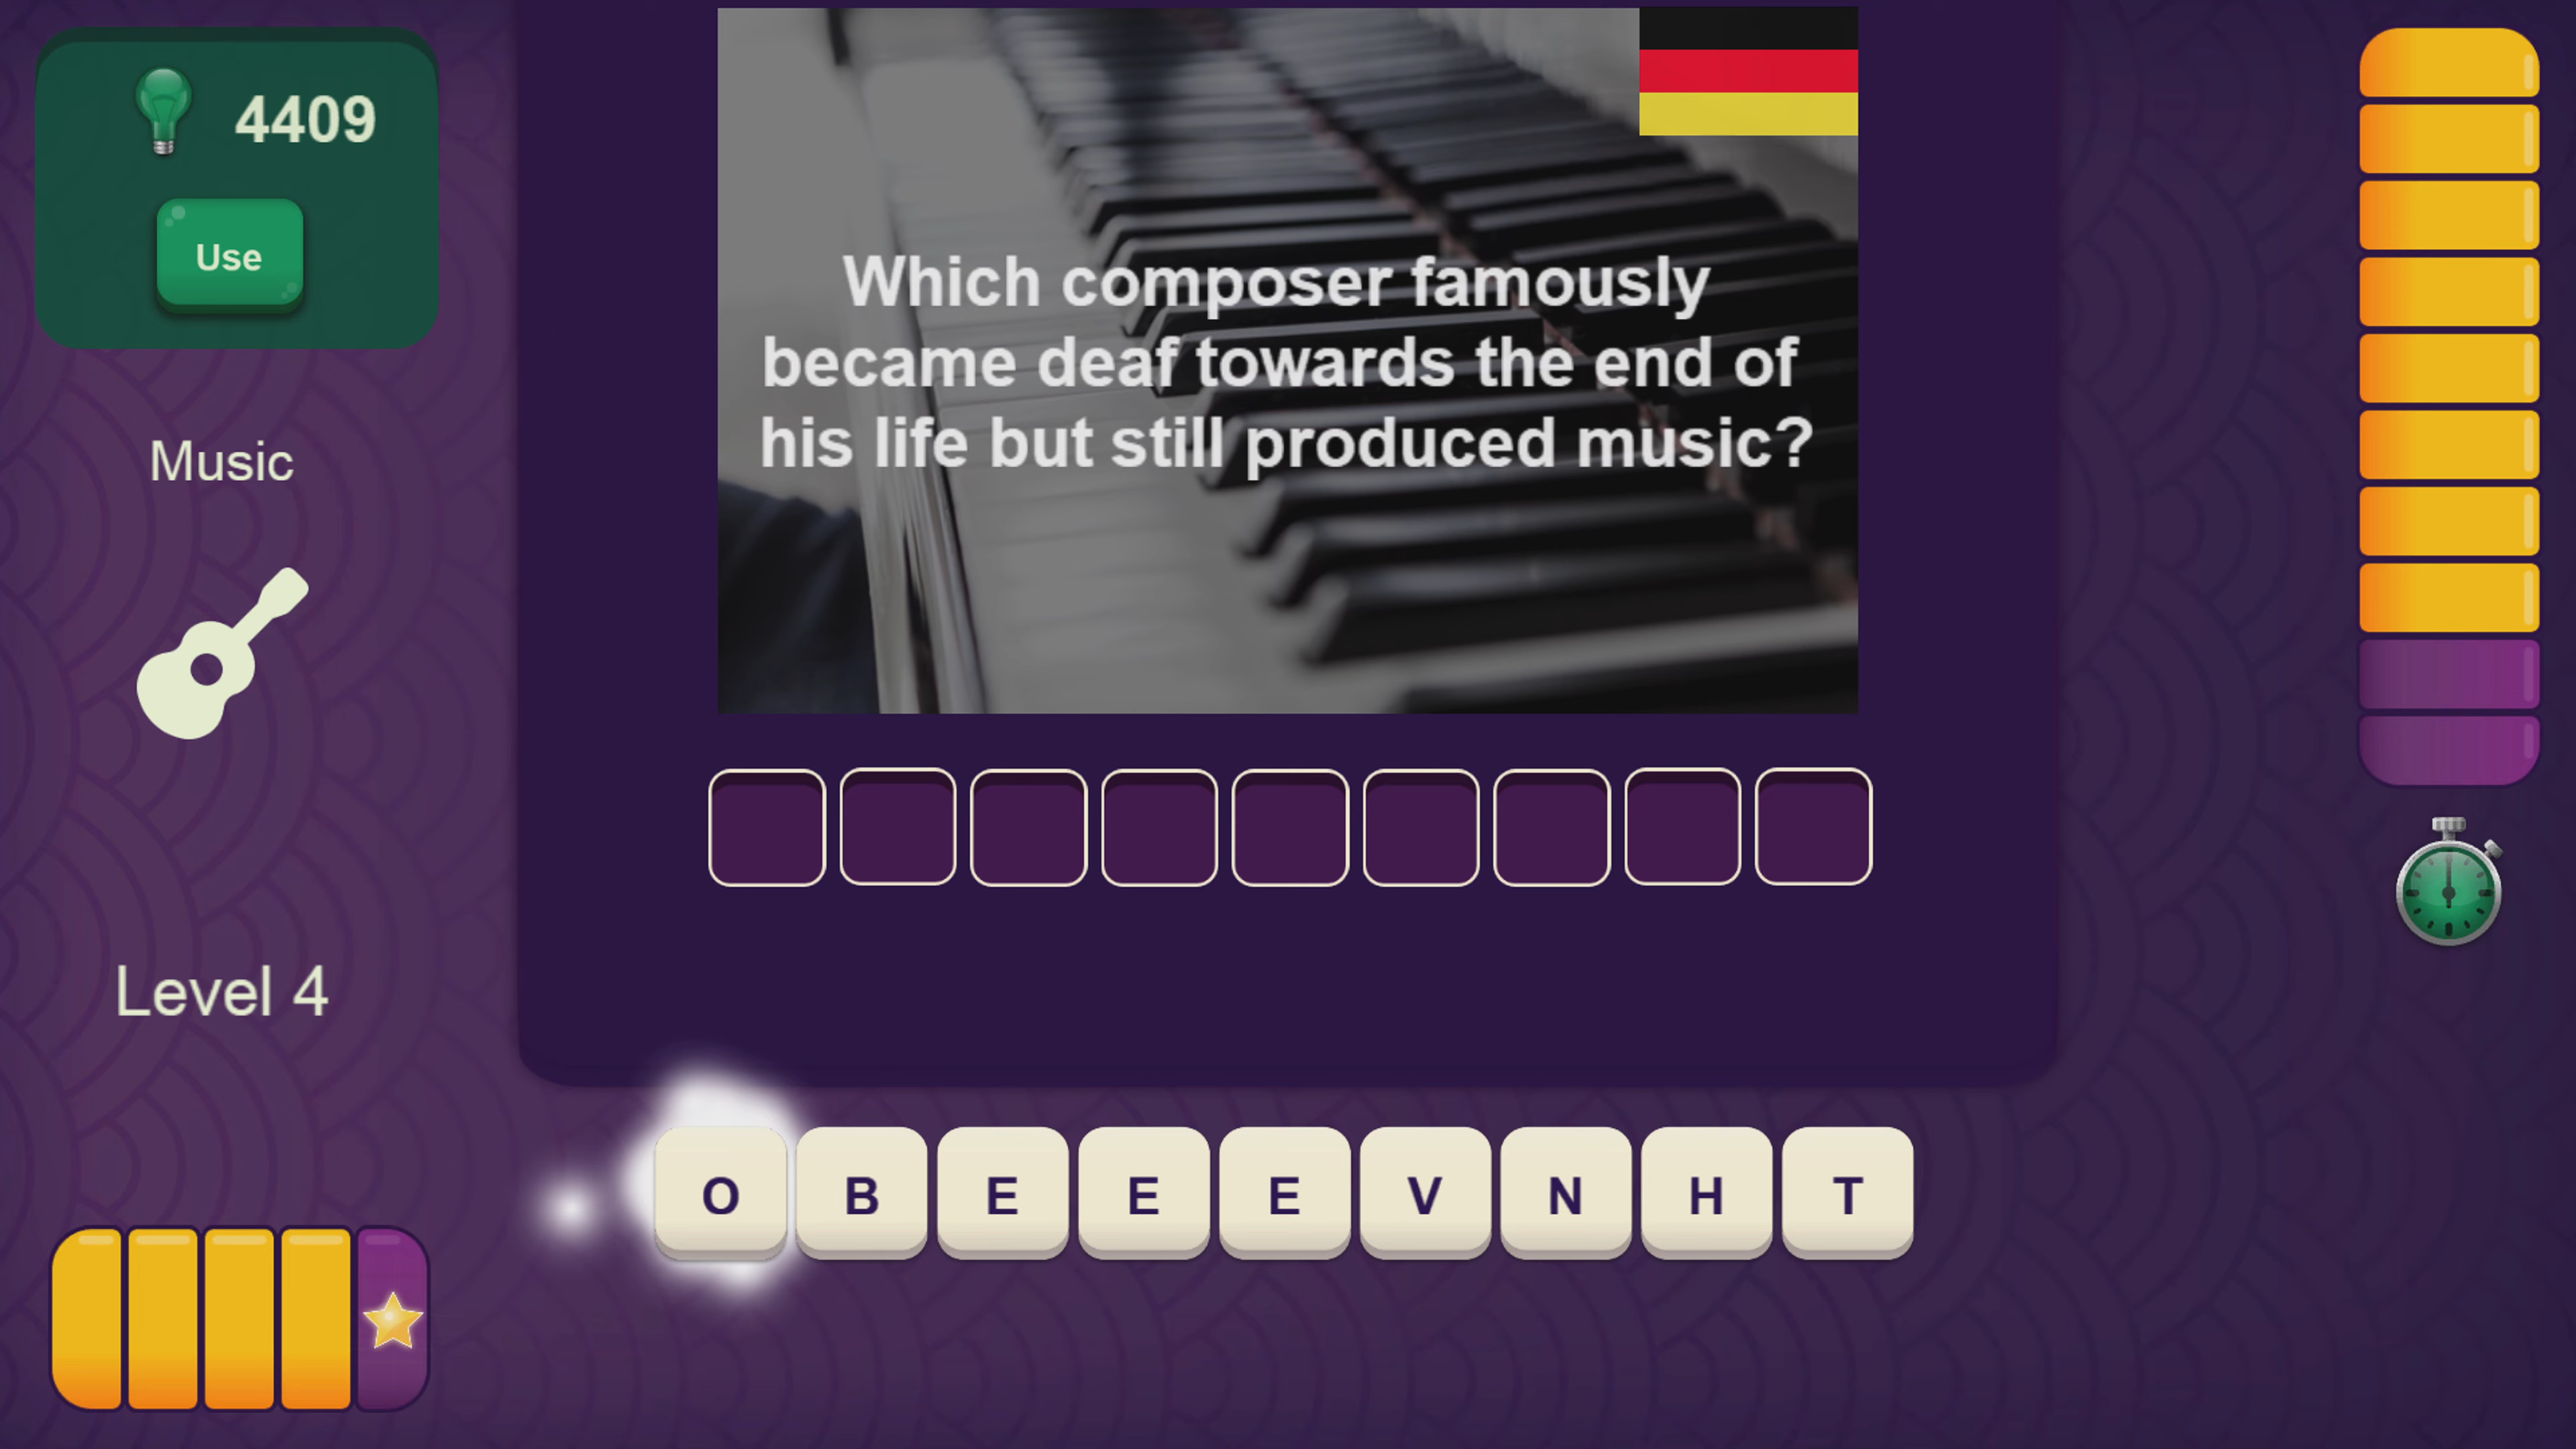 4409
Use
Music
Level 4
Which composer famously
became deaf towards the end of
his life but still produced music?
O B E E E V N H T